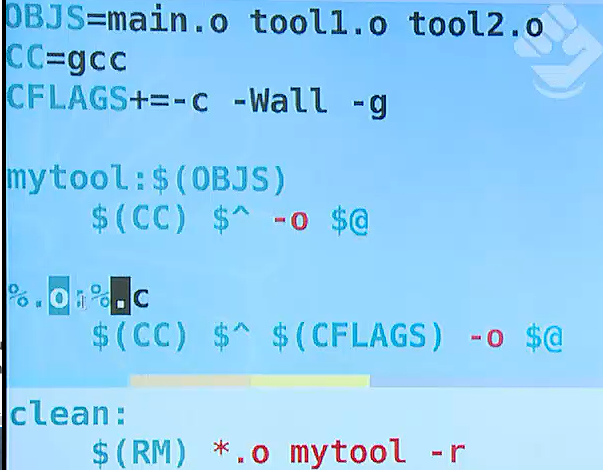 OBJS=main.o tool1.o tool2.o
CC=gcc
CFLAGS+=-c -Wall -g
mytool:$(OBJS)
$(CC) $^ -o $@
%.o:%.c
$(CC) $^ $(CFLAGS) -o $@
clean:
$(RM) *.o mytool -r